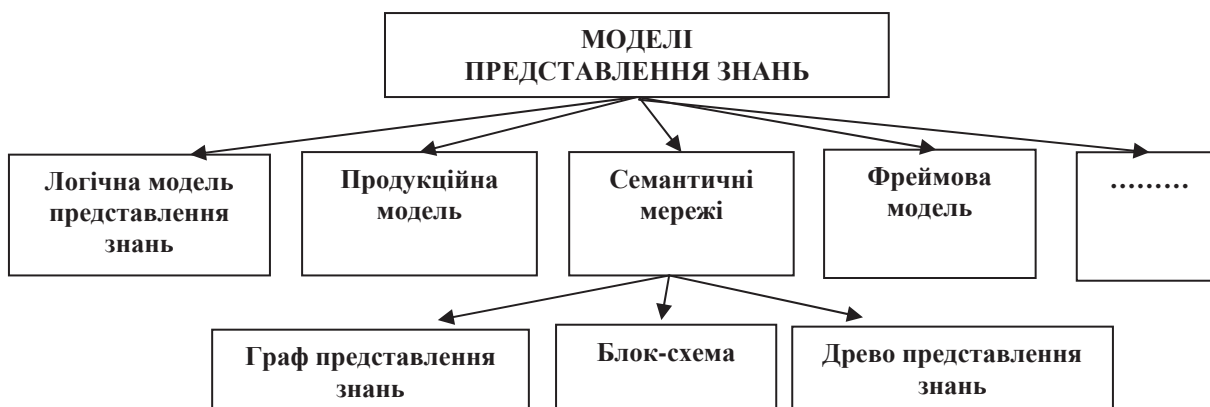 МОДЕЛІ
ПРЕДСТАВЛЕННЯ ЗНАНЬ
Логічна модель
представлення
знань
Продукційна
модель
Семантичні
мережі
Фреймова
модель
………
Граф представлення
знань
Блок-схема
Древо представлення
знань